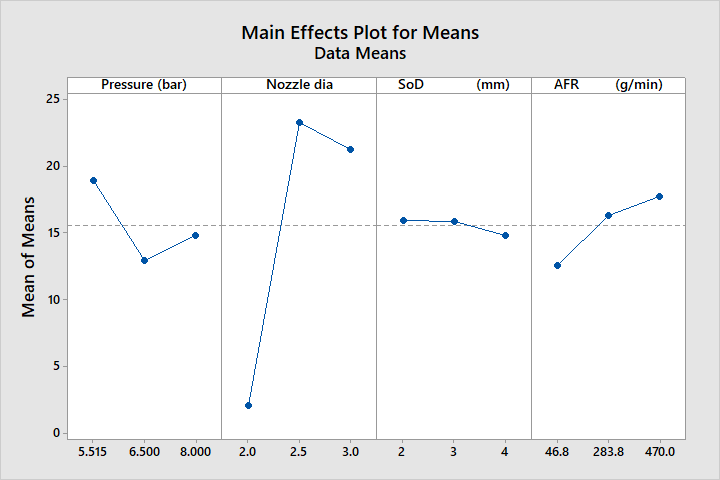 Main Effects Plot for Means
Data Means
Pressure (bar) Nozzle dia SoD (mm) AFR (g/min)
25
20
15
10
5
0
Mean of Means
5.515 6.500 8.000 2.0 2.5 3.0 2 3 4 46.8 283.8 470.0